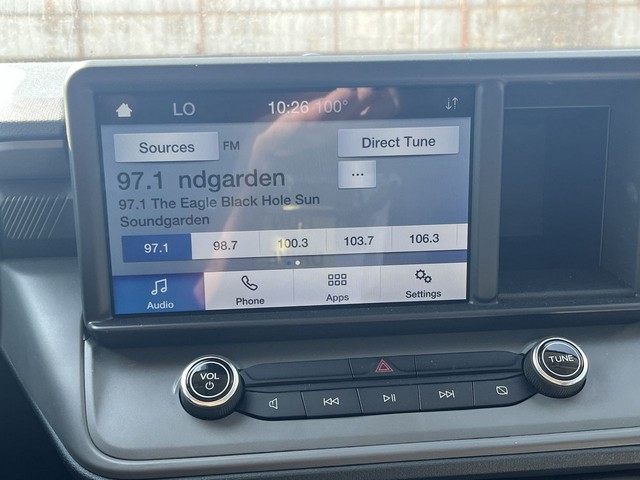 LO 10:26 100°
Sources FM Direct Tune
97.1 ndgarden ...
97.1 The Eagle Black Hole Sun
Soundgarden
97.1 98.7 100.3 103.7 106.3
Audio Phone Apps Settings
VOL TUNE